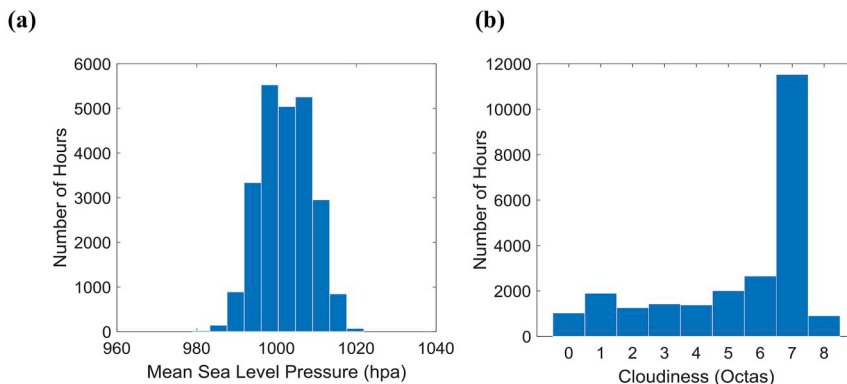 (a)
6000
5000
4000
3000
2000
1000
0
960 980 1000 1020 1040
Number of Hours
Mean Sea Level Pressure (hpa)
(b)
12000
10000
8000
6000
4000
2000
0
0 1 2 3 4 5 6 7 8
Number of Hours
Cloudiness (Octas)